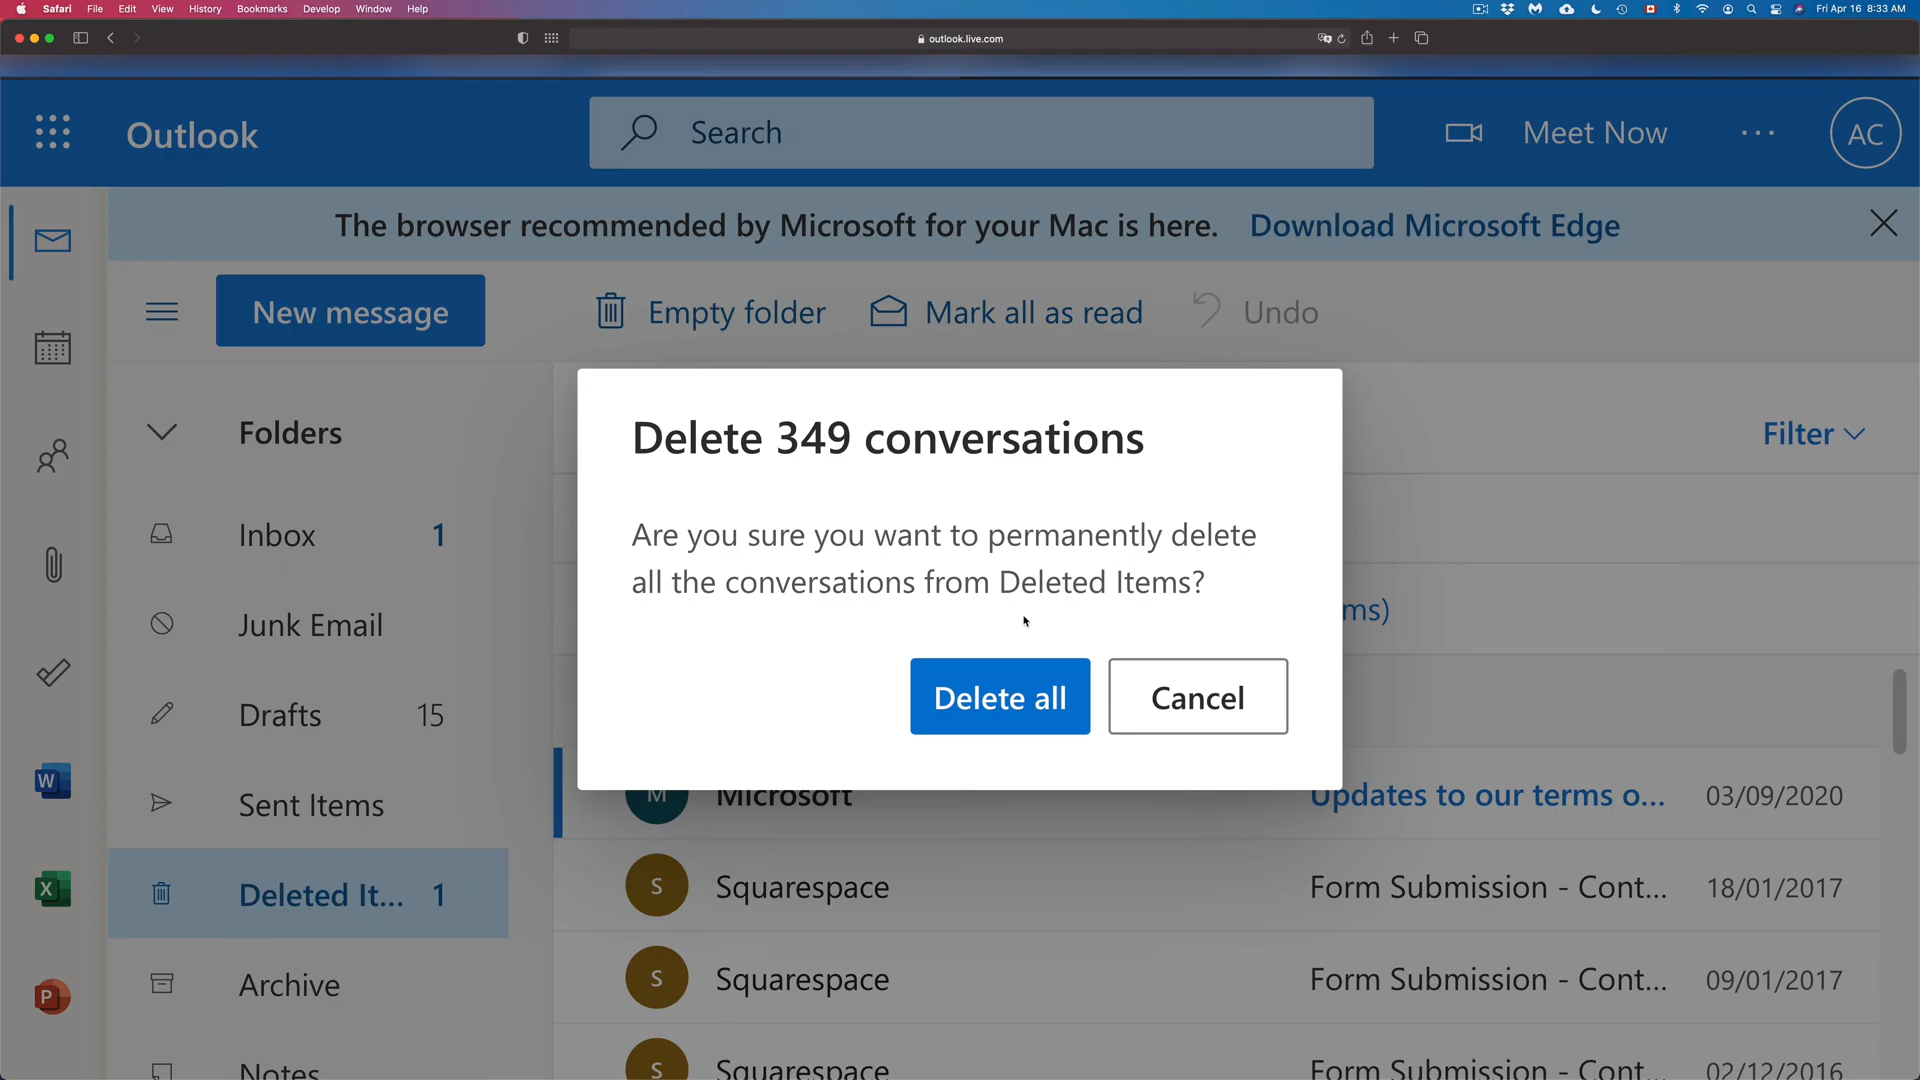 Safari File Edit View History Bookmarks Develop Window Help Fri Apr 16 8:33 AM
outlook.live.com
Outlook Search Meet Now AC
The browser recommended by Microsoft for your Mac is here. Download Microsoft Edge
New message Empty folder Mark all as read Undo
Folders Filter
Delete 349 conversations
Are you sure you want to permanently delete
all the conversations from Deleted Items?
Delete all Cancel
Inbox 1
ms)
Junk Email
Drafts 15
Sent Items
Deleted It... 1
Archive
Notes
M Microsoft Updates to our terms o... 03/09/2020
S Squarespace Form Submission - Cont... 18/01/2017
S Squarespace Form Submission - Cont... 09/01/2017
S Squarespace Form Submission - Cont... 02/12/2016
W
X
P